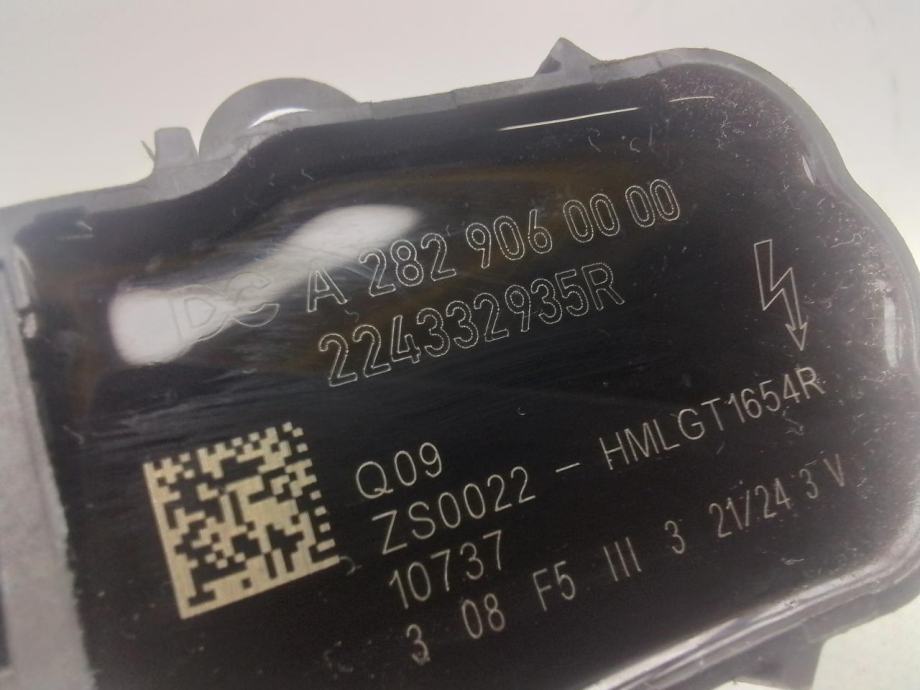 DC A 282 906 00 00
224332935R
Q09
ZS0022 - HMLGT1654R
10737
3 08 F5 III 3 21/24 3 V